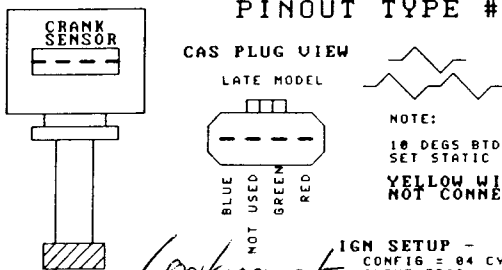 PINOUT TYPE #
CRANK
SENSOR
CAS PLUG VIEW
LATE MODEL
NOTE:
10 DEGS BTD
SET STATIC
YELLOW WI
NOT CONNE
BLUE
NOT USED
GREEN
RED
IGN SETUP -
CONFIG = 04 CY